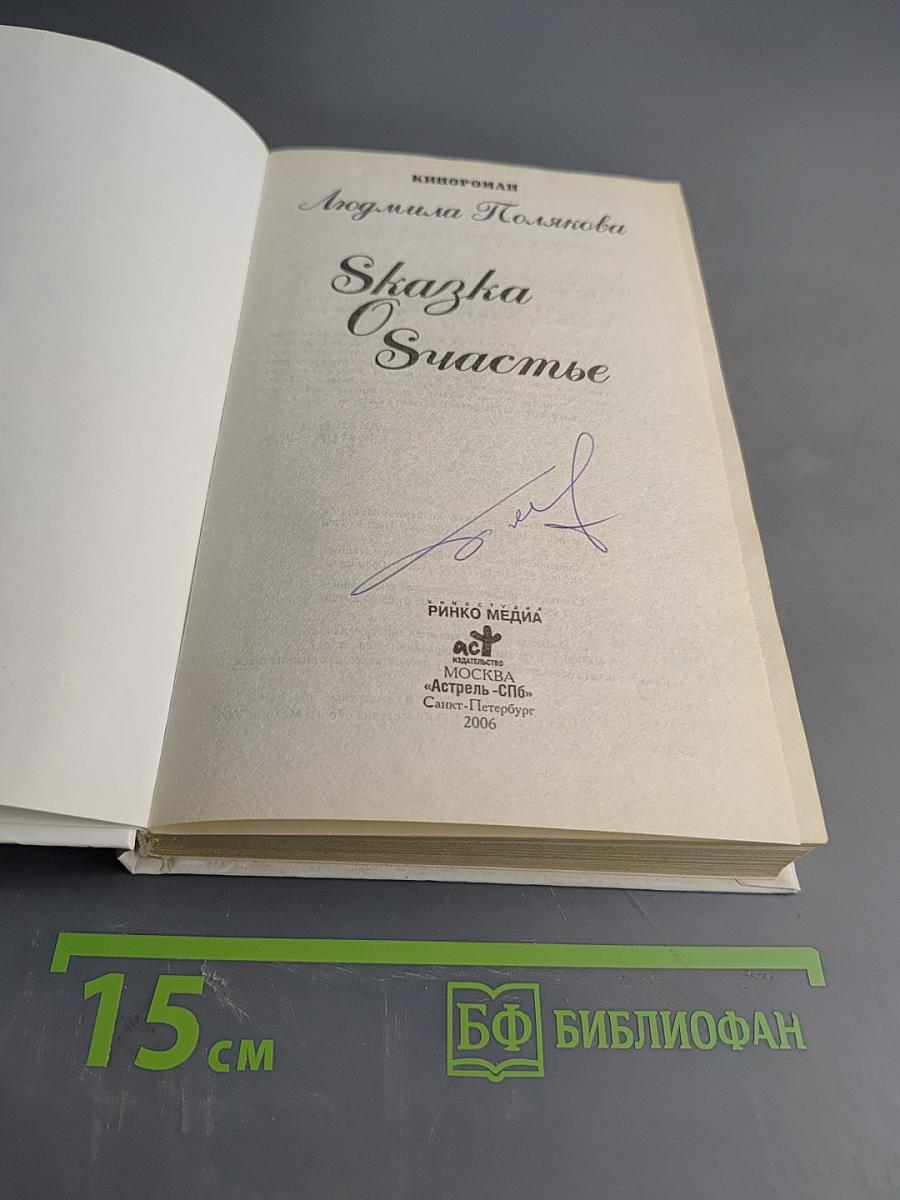 КИНОРОМАН
Людмила Полякова
Sказка
О
Sчастье
киностудия
РИНКО МЕДИА
аст
ИЗДАТЕЛЬСТВО
МОСКВА
«Астрель-СПб»
Санкт-Петербург
2006
15 см
БФ БИБЛИОФАН